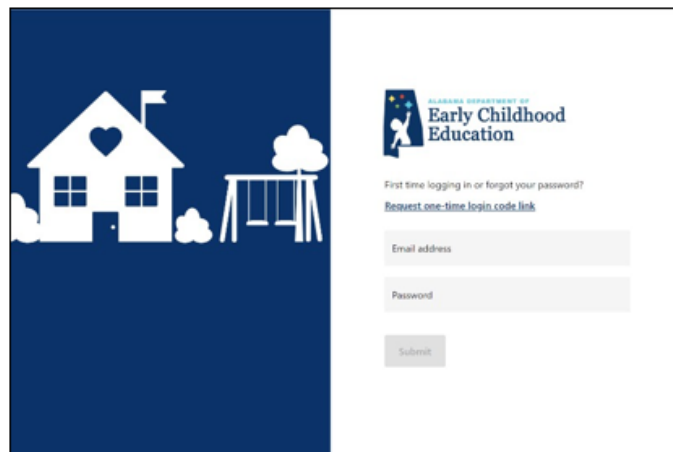 ALABAMA DEPARTMENT OF
Early Childhood
Education
First time logging in or forgot your password?
Request one-time login code link
Email address
Password
Submit